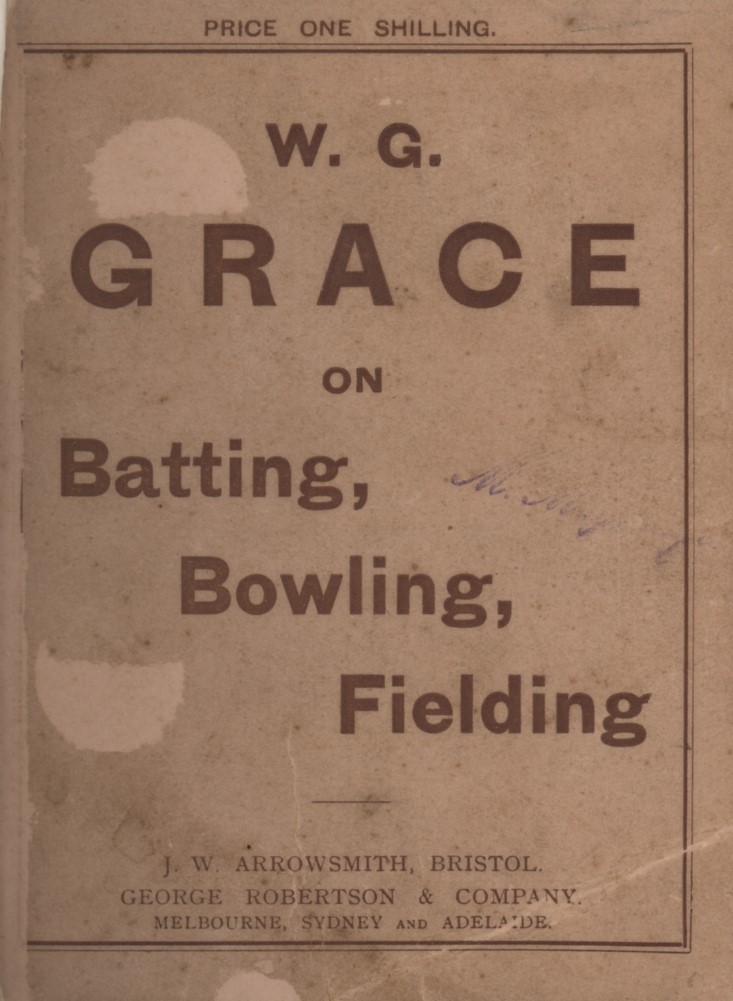 PRICE ONE SHILLING.
W. G.
GRACE
ON
Batting,
Bowling,
Fielding
J. W. ARROWSMITH, BRISTOL.
GEORGE ROBERTSON & COMPANY.
MELBOURNE, SYDNEY AND ADELAIDE.